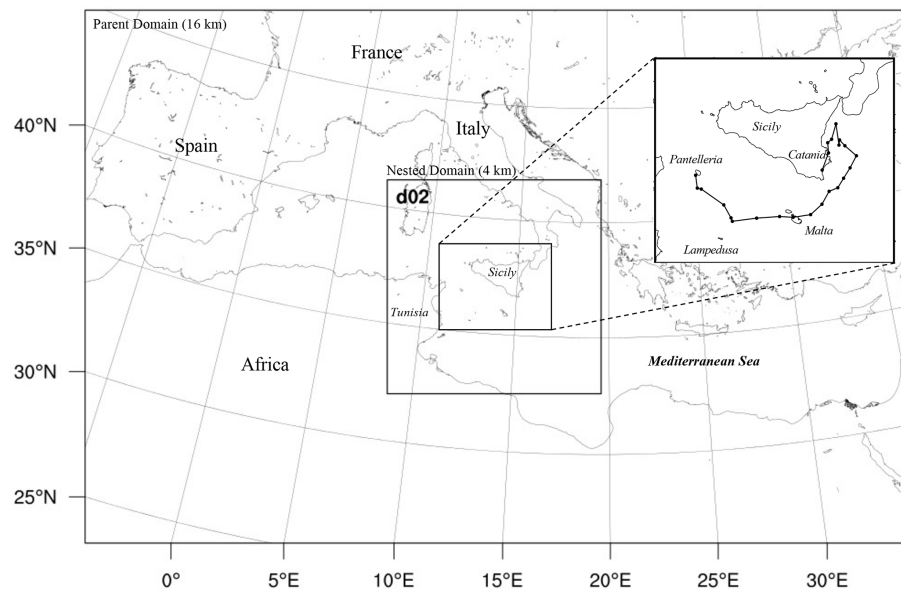 Parent Domain (16 km)
France
40°N
Spain
Italy
Sicily
Catania
Pantelleria
Malta
Lampedusa
Nested Domain (4 km)
d02
35°N
Sicily
Tunisia
Africa
Mediterranean Sea
30°N
25°N
0° 5°E 10°E 15°E 20°E 25°E 30°E